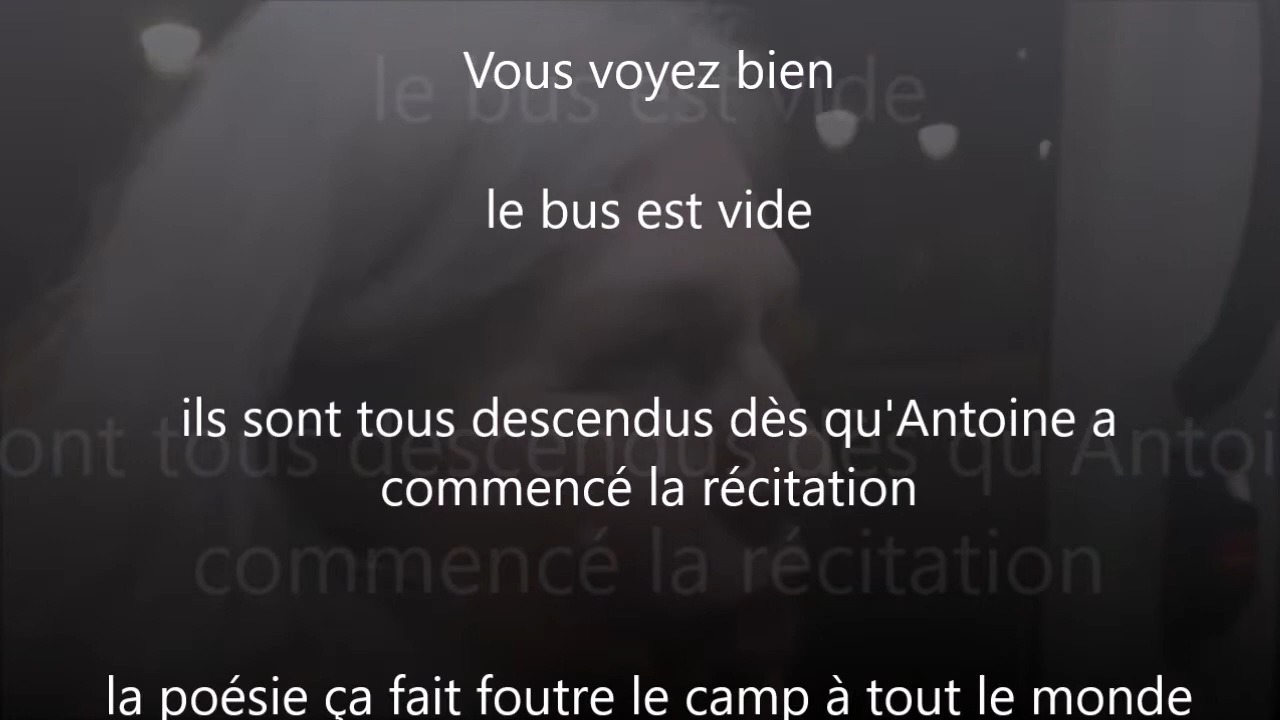 Vous voyez bien
le bus est vide
ils sont tous descendus dès qu'Antoine a
commencé la récitation
la poésie ça fait foutre le camp à tout le monde